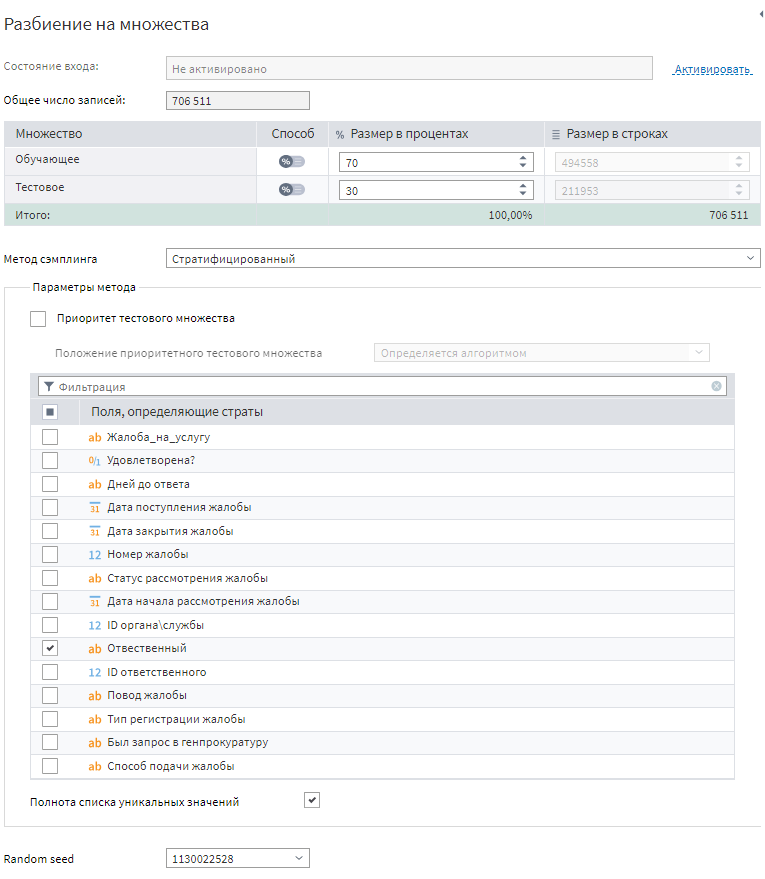 Разбиение на множества
Состояние входа: Не активировано Активировать
Общее число записей: 706 511
Множество Способ % Размер в процентах Размер в строках
Обучающее % 70 494558
Тестовое % 30 211953
Итого: 100,00% 706 511
Метод сэмплинга Стратифицированный
Параметры метода
Приоритет тестового множества
Положение приоритетного тестового множества Определяется алгоритмом
Фильтрация
Поля, определяющие страты
ab Жалоба_на_услугу
0/1 Удовлетворена?
ab Дней до ответа
31 Дата поступления жалобы
31 Дата закрытия жалобы
12 Номер жалобы
ab Статус рассмотрения жалобы
31 Дата начала рассмотрения жалобы
12 ID органа\службы
ab Отвественный
12 ID ответственного
ab Повод жалобы
ab Тип регистрации жалобы
ab Был запрос в генпрокуратуру
ab Способ подачи жалобы
Полнота списка уникальных значений
Random seed 1130022528